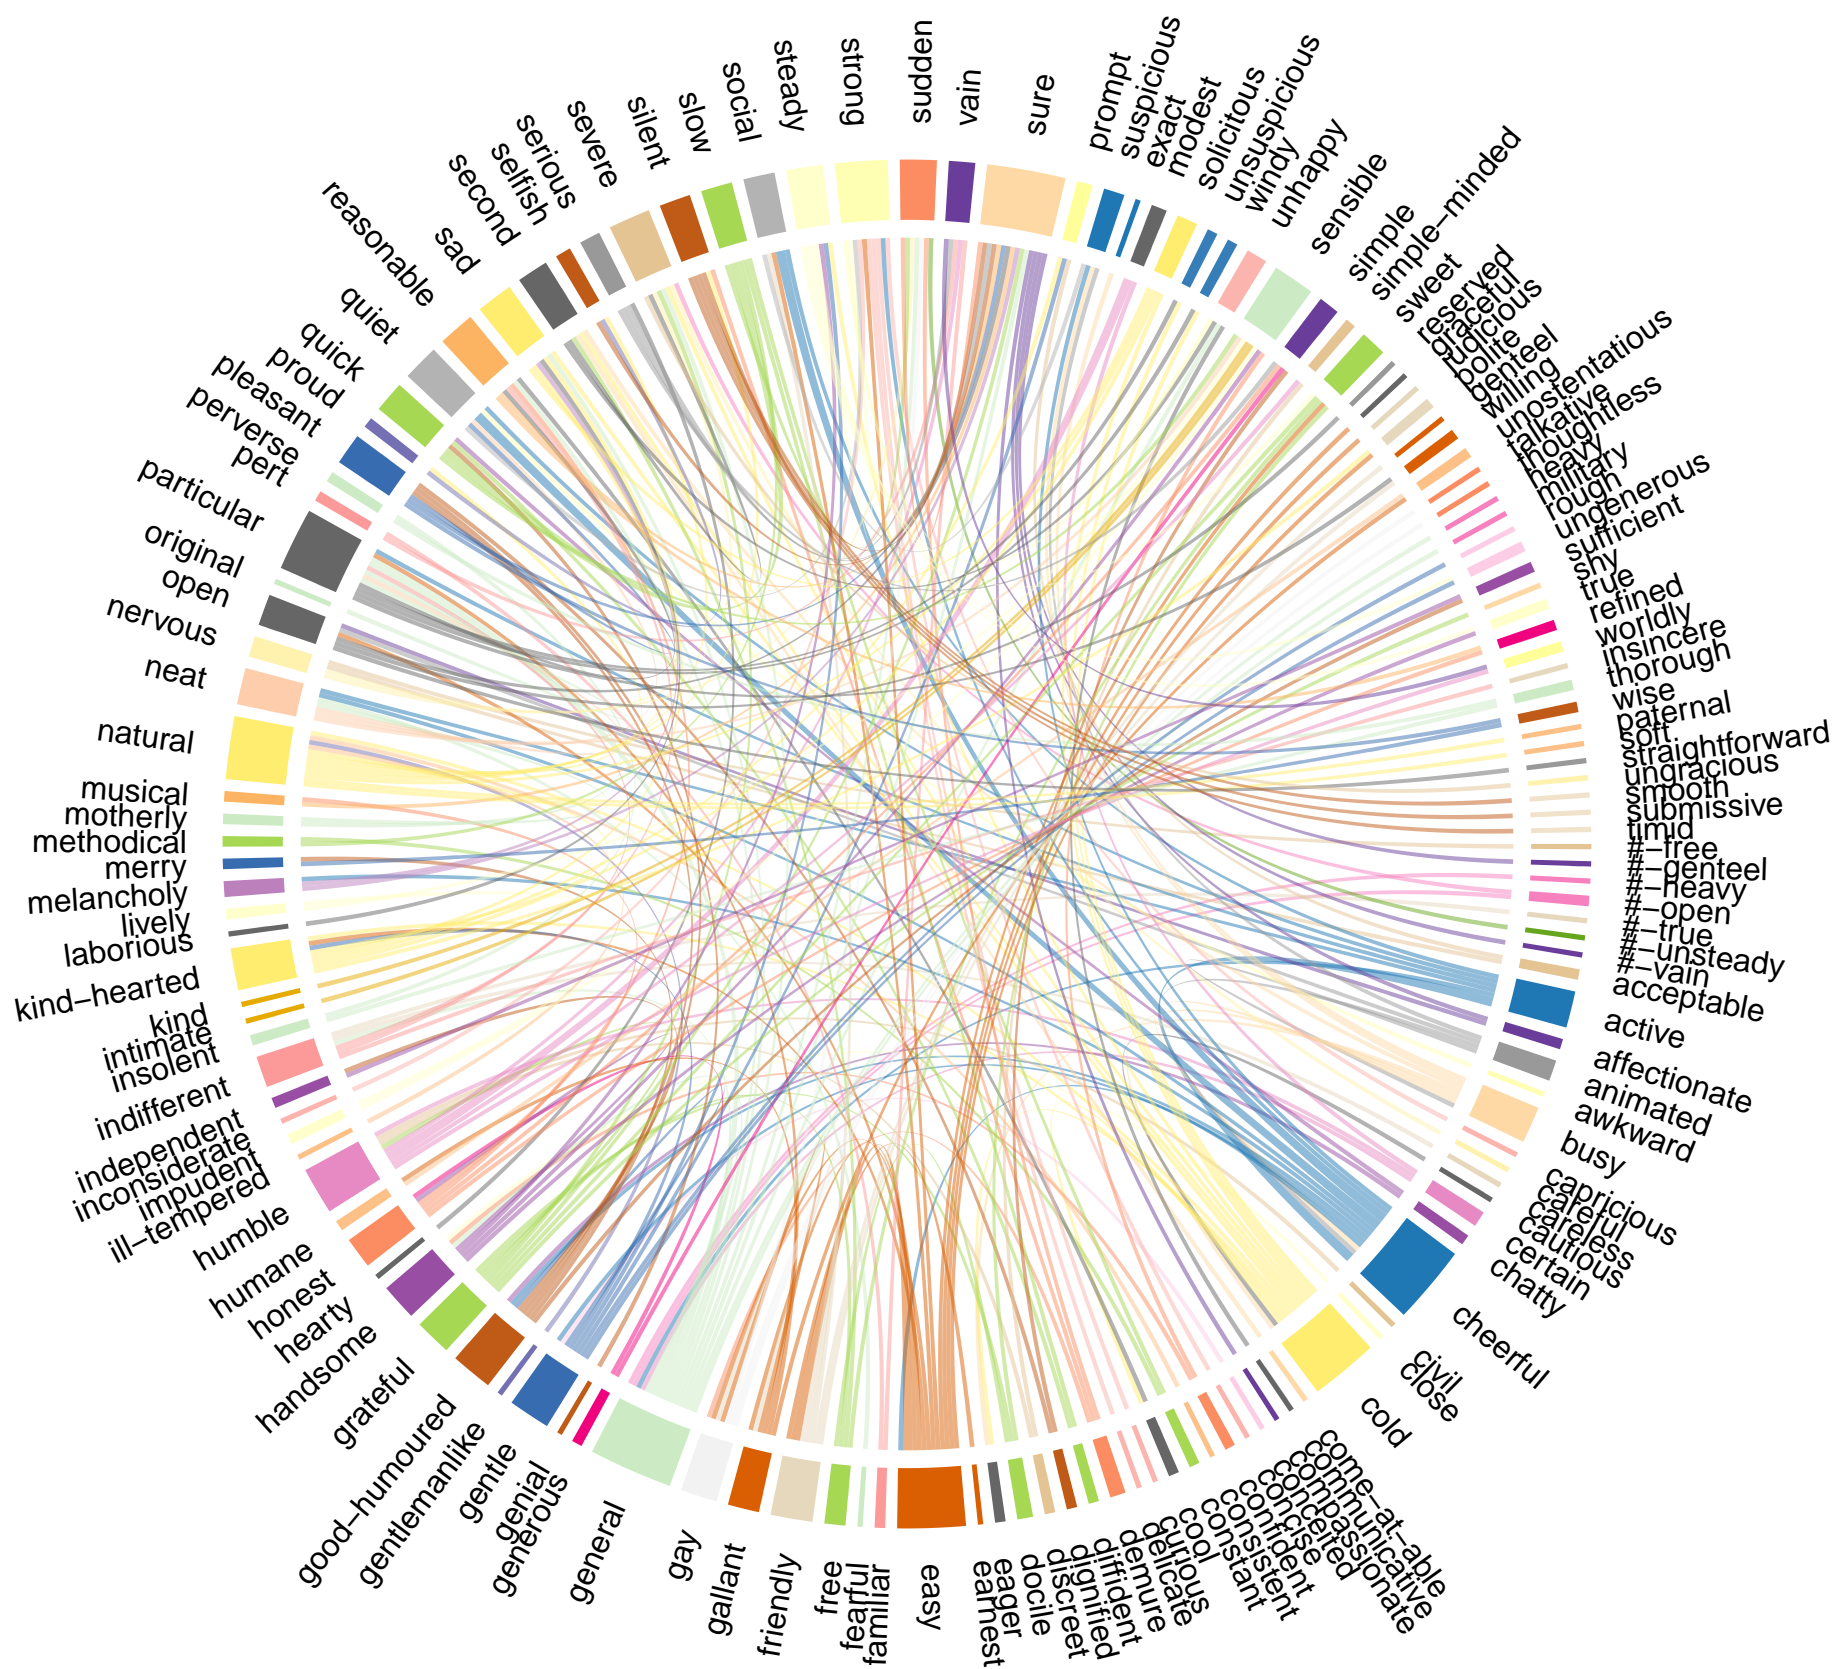 sudden
vain
sure
prompt
suspicious
exact
modest
solicitous
unsuspicious
windy
unhappy
sensible
simple
simple−minded
sweet
reserved
graceful
judicious
polite
genteel
willing
unostentatious
talkative
thoughtless
heavy
military
rough
ungenerous
sufficient
shy
true
refined
worldly
insincere
thorough
wise
paternal
soft
straightforward
ungracious
smooth
submissive
timid
#−free
#−genteel
#−heavy
#−open
#−true
#−unsteady
#−vain
acceptable
active
affectionate
animated
awkward
busy
capricious
careful
careless
cautious
certain
chatty
cheerful
civil
close
cold
come−at−able
communicative
compassionate
conceited
concise
confident
consistent
constant
cool
curious
delicate
demure
diffident
dignified
discreet
docile
eager
earnest
easy
familiar
fearful
free
friendly
gallant
gay
general
generous
genial
gentle
gentlemanlike
good−humoured
grateful
handsome
hearty
honest
humane
humble
ill−tempered
impudent
inconsiderate
independent
indifferent
insolent
intimate
kind
kind−hearted
laborious
lively
melancholy
merry
methodical
motherly
musical
natural
neat
nervous
open
original
particular
pert
perverse
pleasant
proud
quick
quiet
reasonable
sad
second
selfish
serious
severe
silent
slow
social
steady
strong